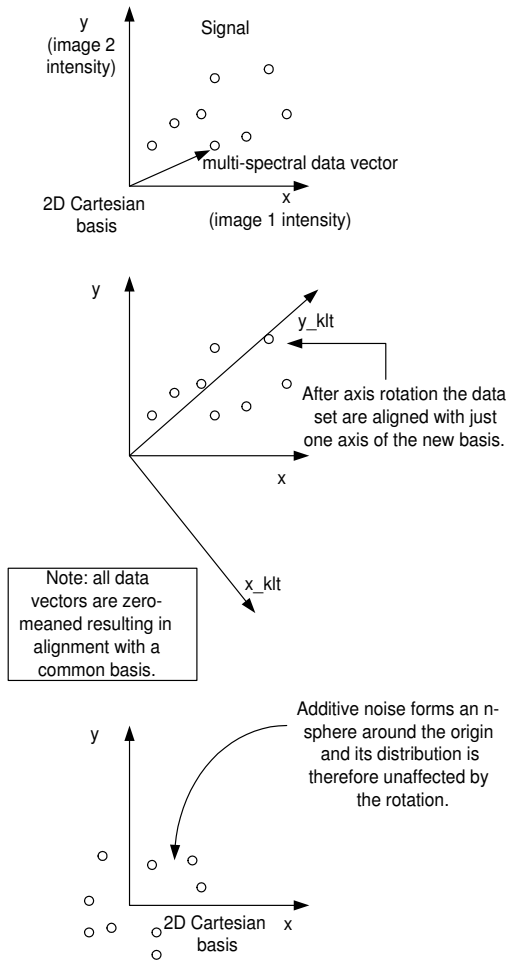 y
(image 2
intensity)
Signal
multi-spectral data vector
x
2D Cartesian
basis
(image 1 intensity)
y
y_klt
After axis rotation the data
set are aligned with just
one axis of the new basis.
x
x_klt
Note: all data
vectors are zero-
meaned resulting in
alignment with a
common basis.
Additive noise forms an n-
sphere around the origin
and its distribution is
therefore unaffected by
the rotation.
y
2D Cartesian
basis
x